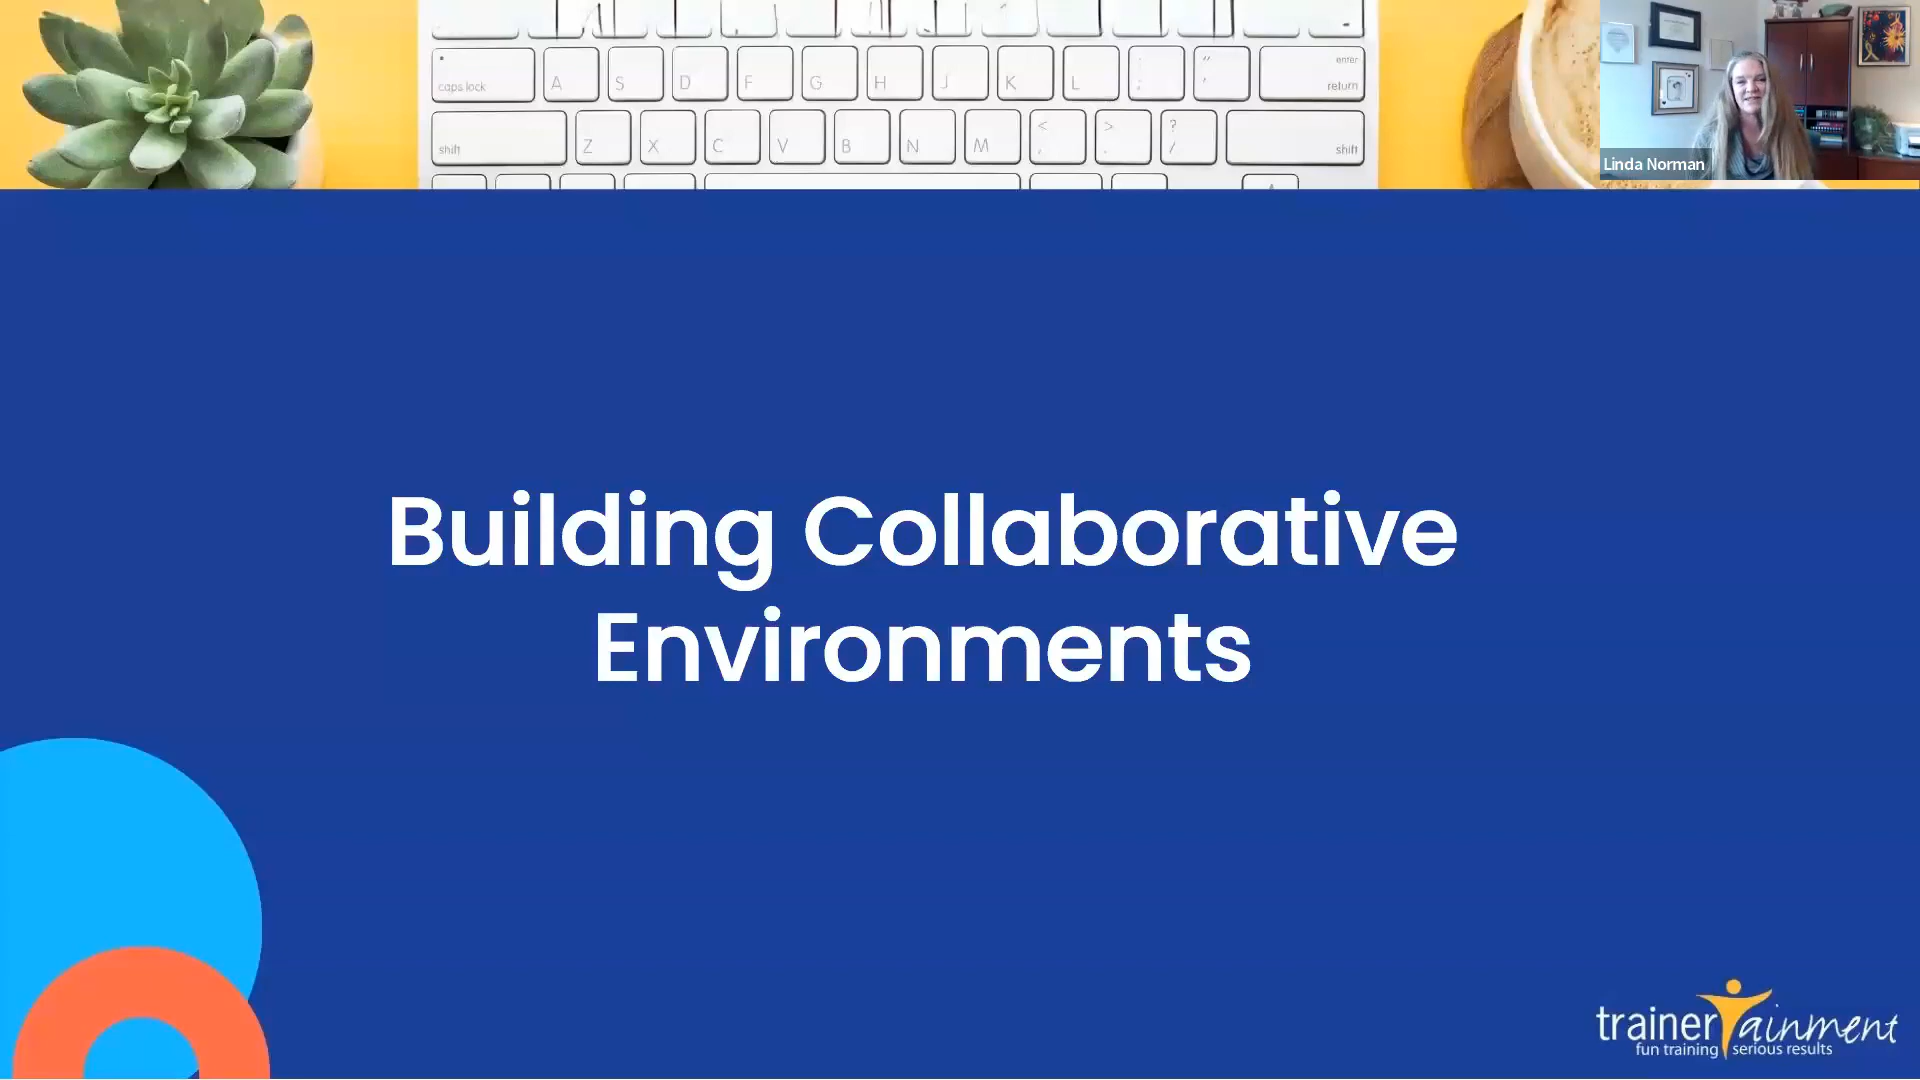 caps lock A S D F G H J K L ; : ' " enter return
shift Z X C V B N M < , > . ? / shift
Linda Norman
Building Collaborative
Environments
trainertainment
fun training serious results